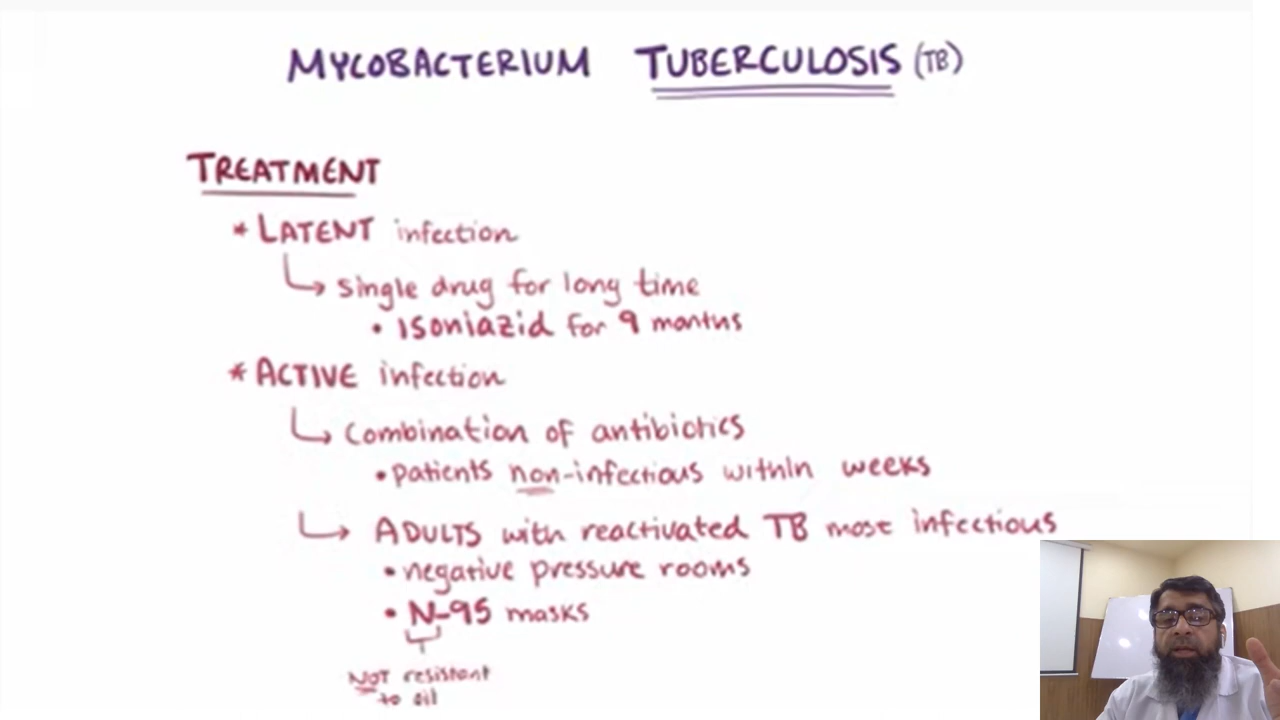 MYCOBACTERIUM TUBERCULOSIS (TB)
TREATMENT
* LATENT infection
↳ single drug for long time
• isoniazid for 9 months
* ACTIVE infection
↳ combination of antibiotics
• patients non-infectious within weeks
↳ ADULTS with reactivated TB most infectious
• negative pressure rooms
• N-95 masks
NOT resistant
to oil